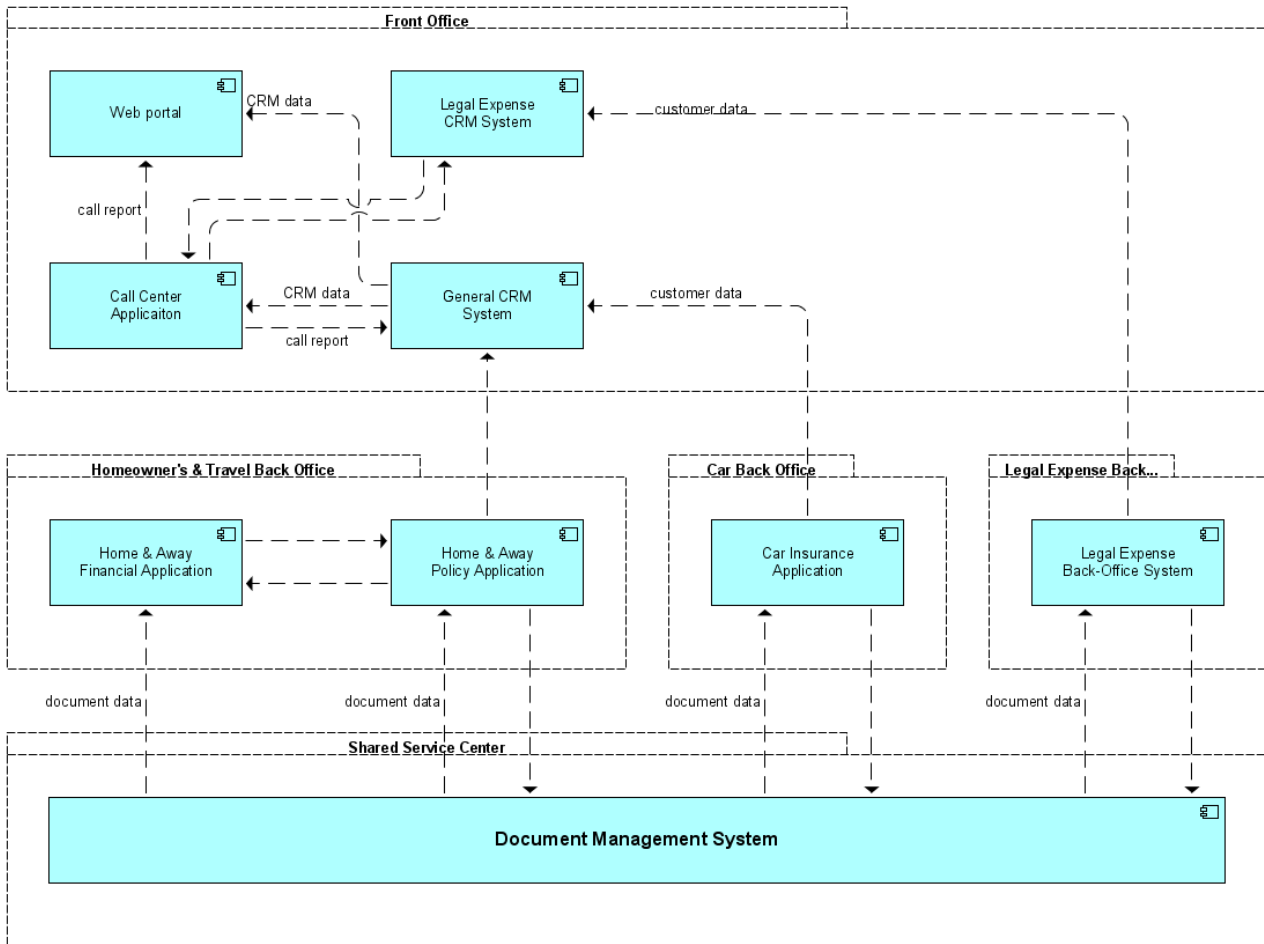 Front Office
Web portal
CRM data
Legal Expense
CRM System
customer data
call report
Call Center
Applicaiton
CRM data
call report
General CRM
System
customer data
Homeowner's & Travel Back Office
Car Back Office
Legal Expense Back...
Home & Away
Financial Application
Home & Away
Policy Application
Car Insurance
Application
Legal Expense
Back-Office System
document data
document data
document data
document data
Shared Service Center
Document Management System